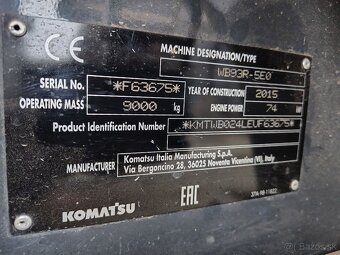 CE
MACHINE DESIGNATION/TYPE
WB93R-5E0
SERIAL No. *F63675* YEAR OF CONSTRUCTION 2015
OPERATING MASS 9000 kg ENGINE POWER 74 kW
Product Identification Number *KMTWB024LEUF63675*
MANUFACTURER Komatsu Italia Manufacturing S.p.A.
Via Bergoncino 28, 36025 Noventa Vicentina (VI), Italy
KOMATSU EAC
Bazos.sk